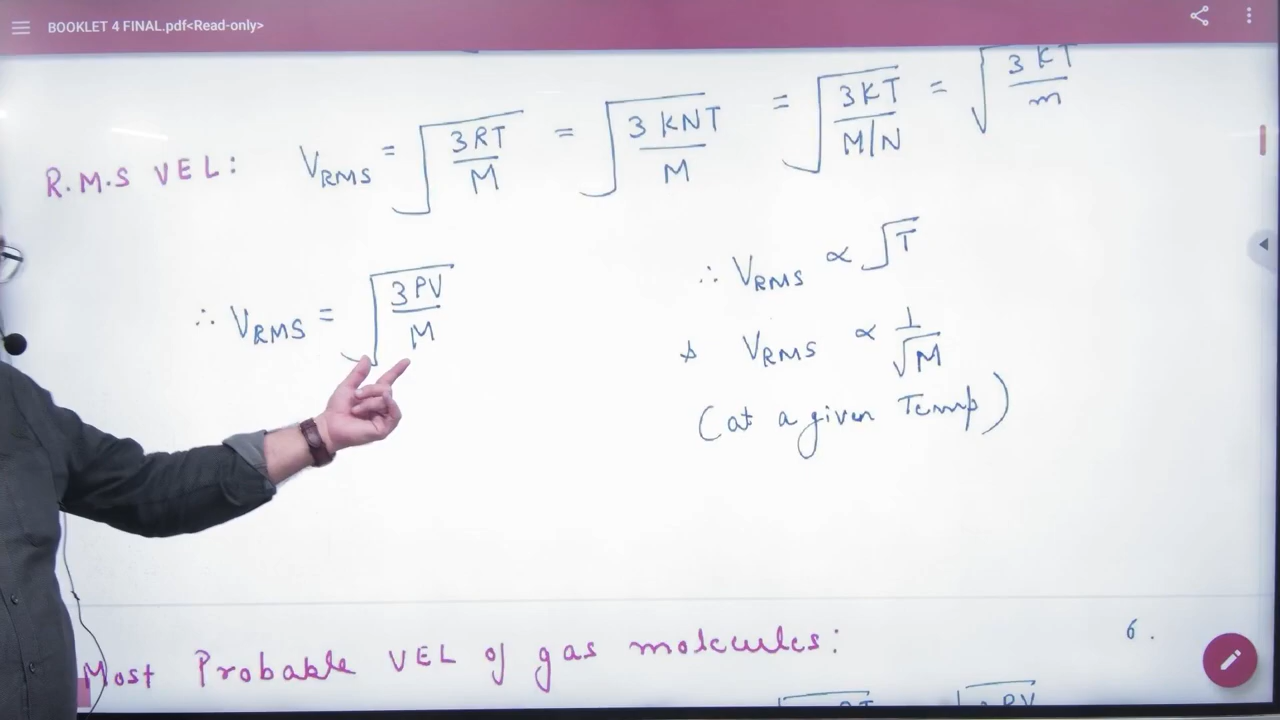 BOOKLET 4 FINAL.pdf<Read-only>
R.M.S VEL: V_RMS = √(3RT/M) = √(3KNT/M) = √(3KT/(M/N)) = √(3KT/m)
∴ V_RMS = √(3PV/M)
∴ V_RMS ∝ √T
& V_RMS ∝ 1/√M
(at a given Temp)
6.
Most Probable VEL of gas molecules: